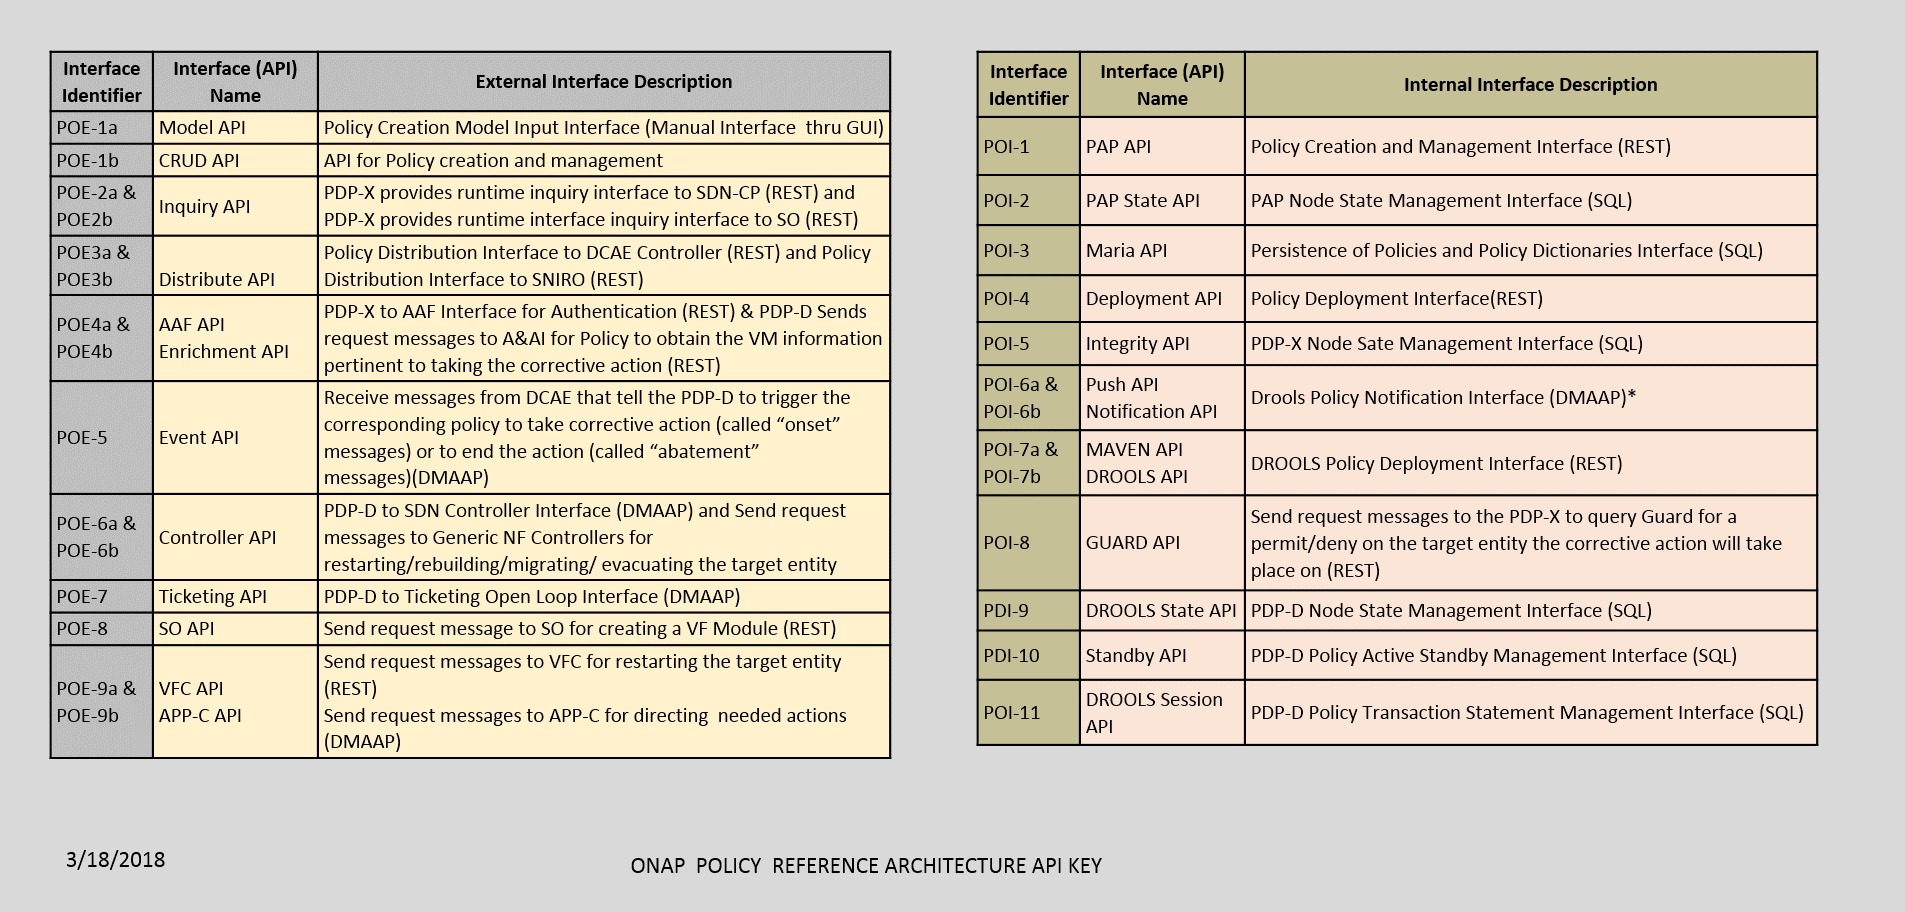 Interface Identifier
Interface (API) Name
External Interface Description
POE-1a
Model API
Policy Creation Model Input Interface (Manual Interface  thru GUI)
POE-1b
CRUD API
API for Policy creation and management
POE-2a &
POE2b
Inquiry API
PDP-X provides runtime inquiry interface to SDN-CP (REST) and
PDP-X provides runtime interface inquiry interface to SO (REST)
POE3a &
POE3b
Distribute API
Policy Distribution Interface to DCAE Controller (REST) and Policy
Distribution Interface to SNIRO (REST)
POE4a &
POE4b
AAF API
Enrichment API
PDP-X to AAF Interface for Authentication (REST) & PDP-D Sends
request messages to A&AI for Policy to obtain the VM information
pertinent to taking the corrective action (REST)
POE-5
Event API
Receive messages from DCAE that tell the PDP-D to trigger the
corresponding policy to take corrective action (called “onset”
messages) or to end the action (called “abatement”
messages)(DMAAP)
POE-6a &
POE-6b
Controller API
PDP-D to SDN Controller Interface (DMAAP) and Send request
messages to Generic NF Controllers for
restarting/rebuilding/migrating/ evacuating the target entity
POE-7
Ticketing API
PDP-D to Ticketing Open Loop Interface (DMAAP)
POE-8
SO API
Send request message to SO for creating a VF Module (REST)
POE-9a &
POE-9b
VFC API
APP-C API
Send request messages to VFC for restarting the target entity
(REST)
Send request messages to APP-C for directing  needed actions
(DMAAP)
Interface Identifier
Interface (API) Name
Internal Interface Description
POI-1
PAP API
Policy Creation and Management Interface (REST)
POI-2
PAP State API
PAP Node State Management Interface (SQL)
POI-3
Maria API
Persistence of Policies and Policy Dictionaries Interface (SQL)
POI-4
Deployment API
Policy Deployment Interface(REST)
POI-5
Integrity API
PDP-X Node Sate Management Interface (SQL)
POI-6a &
POI-6b
Push API
Notification API
Drools Policy Notification Interface (DMAAP)*
POI-7a &
POI-7b
MAVEN API
DROOLS API
DROOLS Policy Deployment Interface (REST)
POI-8
GUARD API
Send request messages to the PDP-X to query Guard for a
permit/deny on the target entity the corrective action will take
place on (REST)
PDI-9
DROOLS State API
PDP-D Node State Management Interface (SQL)
PDI-10
Standby API
PDP-D Policy Active Standby Management Interface (SQL)
POI-11
DROOLS Session
API
PDP-D Policy Transaction Statement Management Interface (SQL)
3/18/2018
ONAP  POLICY  REFERENCE ARCHITECTURE API KEY